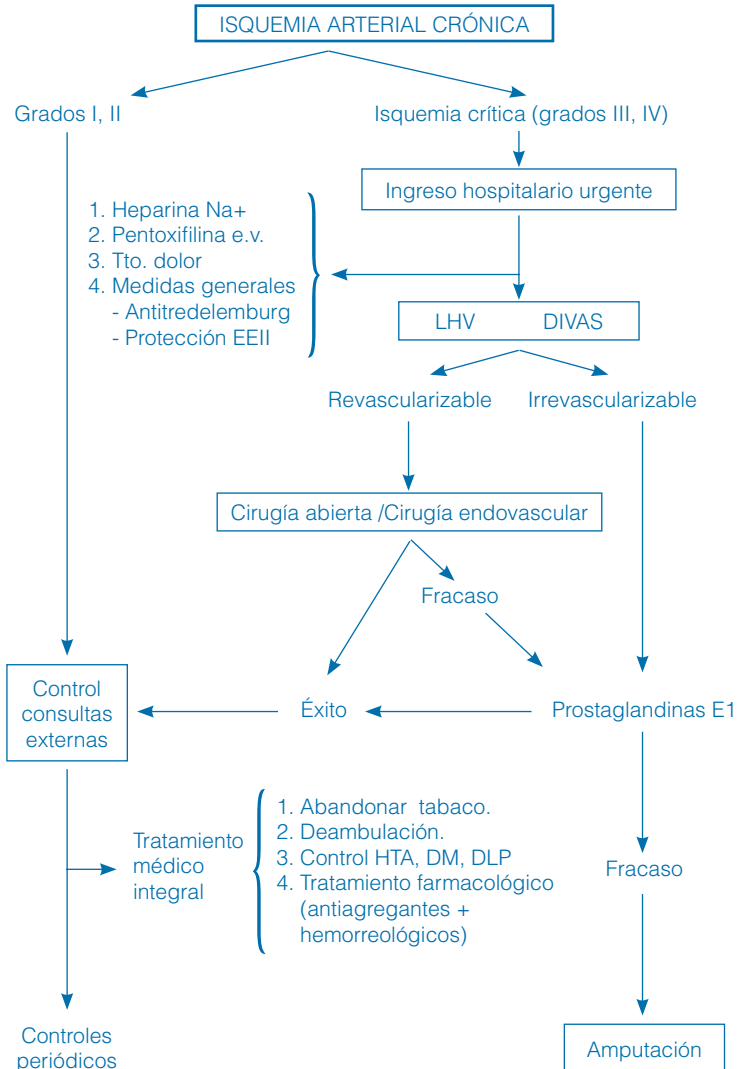 ISQUEMIA ARTERIAL CRÓNICA
Grados I, II
Isquemia crítica (grados III, IV)
Ingreso hospitalario urgente
1. Heparina Na+
2. Pentoxifilina e.v.
3. Tto. dolor
4. Medidas generales
- Antitredelemburg
- Protección EEII
LHV DIVAS
Revascularizable Irrevascularizable
Cirugía abierta /Cirugía endovascular
Fracaso
Control
consultas
externas
Éxito
Prostaglandinas E1
Tratamiento
médico
integral
1. Abandonar tabaco.
2. Deambulación.
3. Control HTA, DM, DLP
4. Tratamiento farmacológico
(antiagregantes +
hemorreológicos)
Fracaso
Controles
periódicos
Amputación